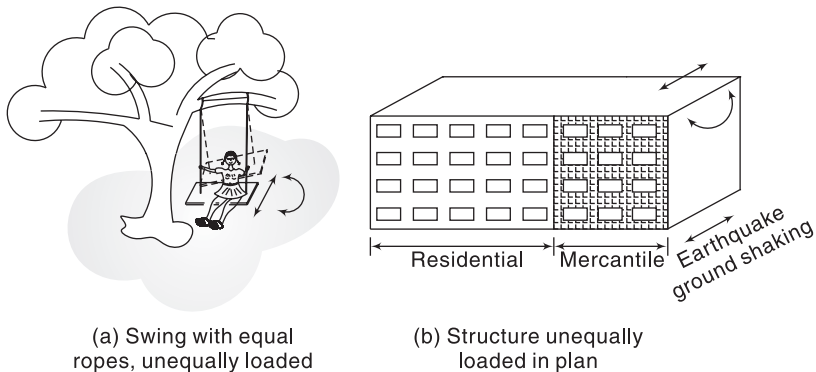 Residential
Mercantile
Earthquake
ground shaking
(a) Swing with equal
ropes, unequally loaded
(b) Structure unequally
loaded in plan